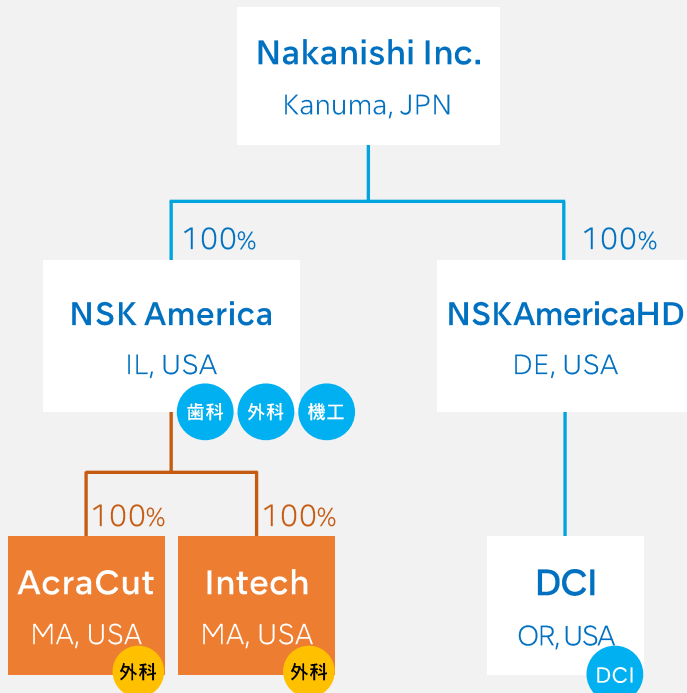 Nakanishi Inc.
Kanuma, JPN
100%
100%
NSK America
IL, USA
歯科
外科
機工
NSKAmericaHD
DE, USA
100%
100%
AcraCut
MA, USA
外科
Intech
MA, USA
外科
DCI
OR, USA
DCI